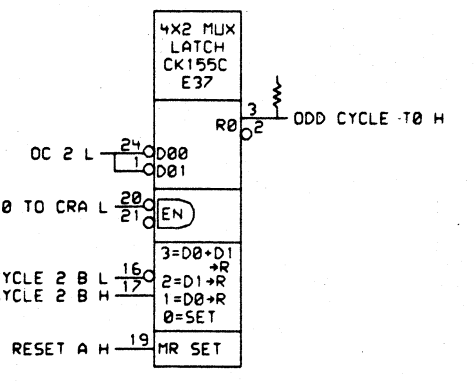 4X2 MUX
LATCH
CK155C
E37
3
ODD CYCLE T0 H
R0
2
OC 2 L
24
D00
1
D01
0 TO CRA L
20
EN
21
3=D0+D1
→R
YCLE 2 B L
16
2=D1→R
YCLE 2 B H
17
1=D0→R
0=SET
RESET A H
19
MR SET